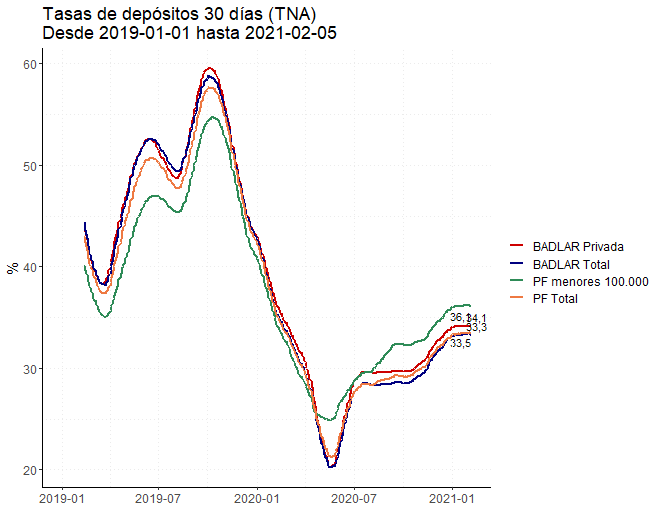 Tasas de depósitos 30 días (TNA)
Desde 2019-01-01 hasta 2021-02-05
60
50
40
30
20
%
2019-01
2019-07
2020-01
2020-07
2021-01
36,1
34,1
33,3
33,5
BADLAR Privada
BADLAR Total
PF menores 100.000
PF Total